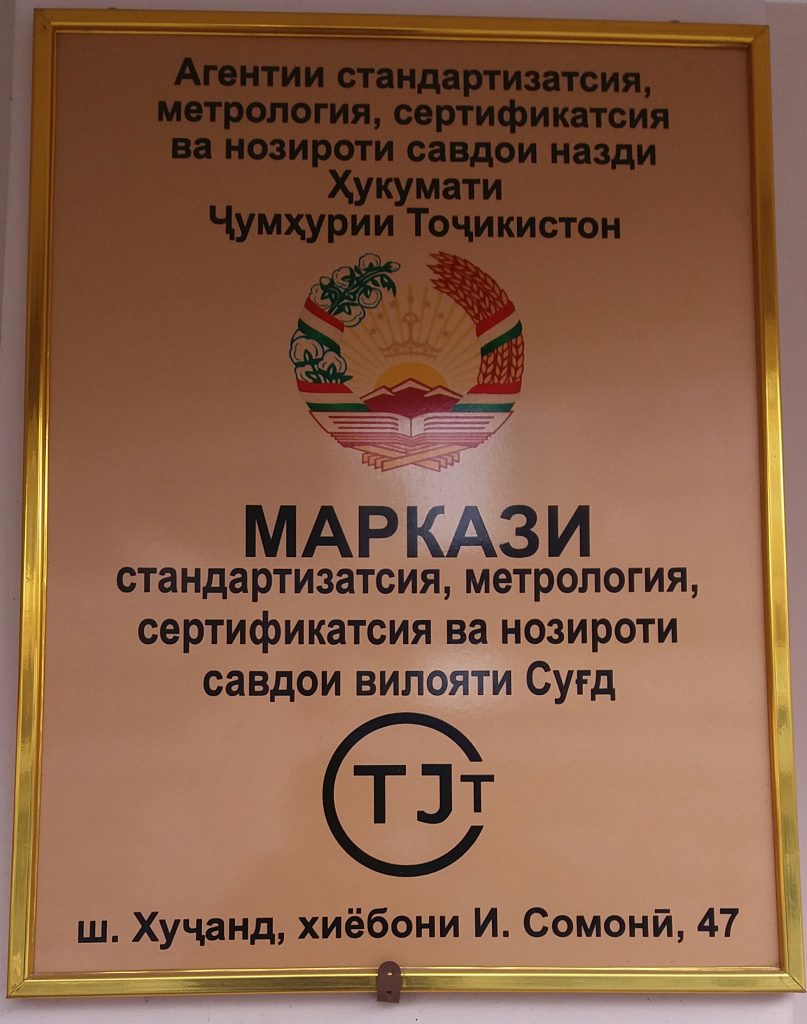 Агентии стандартизатсия,
метрология, сертификатсия
ва нозироти савдои назди
Ҳукумати
Ҷумҳурии Тоҷикистон
МАРКАЗИ
стандартизатсия, метрология,
сертификатсия ва нозироти
савдои вилояти Суғд
TJT
ш. Хуҷанд, хиёбони И. Сомонӣ, 47